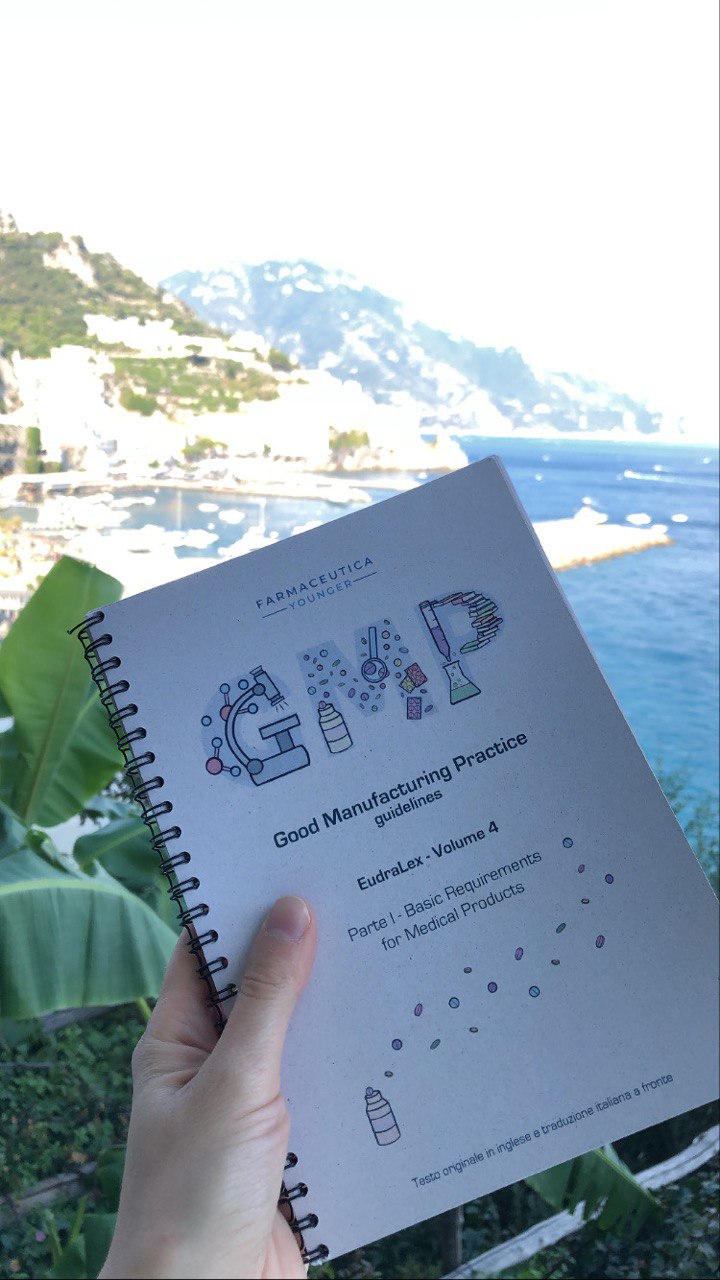 FARMACEUTICA
YOUNGER
GMP
Good Manufacturing Practice
guidelines
EudraLex - Volume 4
Parte I - Basic Requirements
for Medical Products
Testo originale in inglese e traduzione italiana a fronte